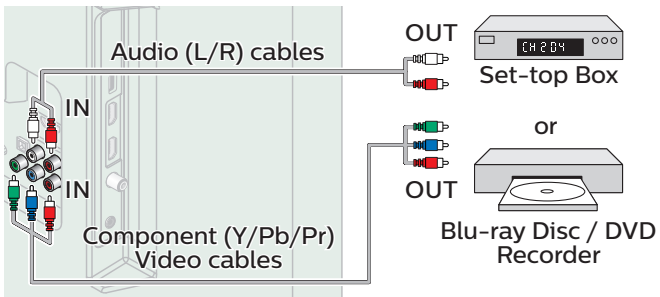 Audio (L/R) cables
OUT
CH 204
Set-top Box
IN
or
IN
OUT
Component (Y/Pb/Pr)
Video cables
Blu-ray Disc / DVD
Recorder